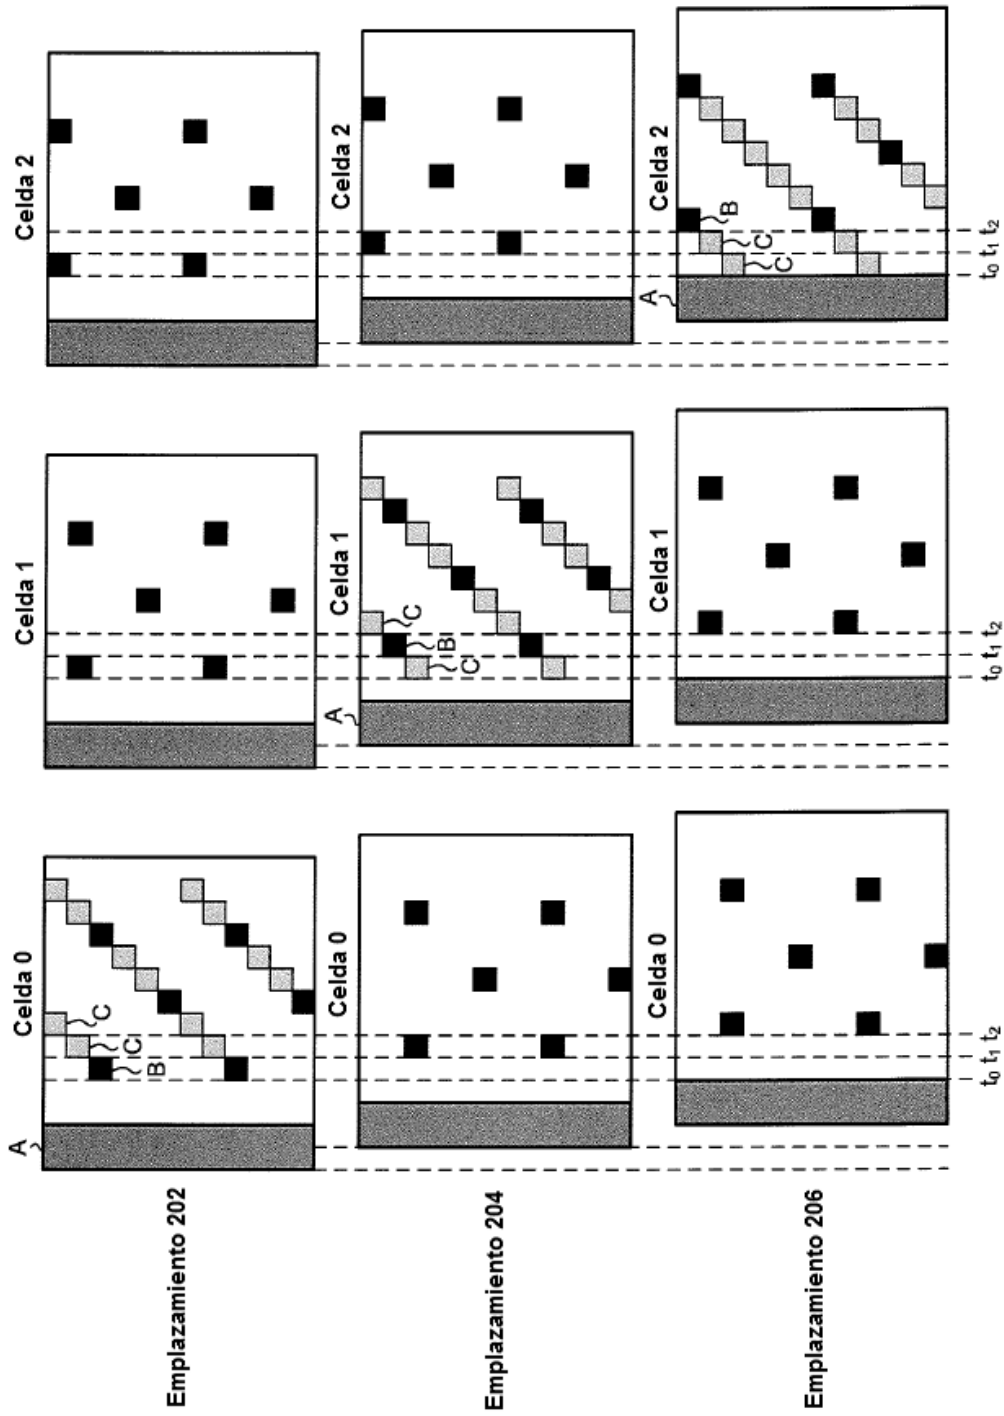 Celda 0
Celda 1
Celda 2
A
B
C
C
Emplazamiento 202
Celda 0
Celda 1
Celda 2
A
C
B
C
Emplazamiento 204
Celda 0
Celda 1
Celda 2
A
C
C
B
Emplazamiento 206
t₀ t₁ t₂
t₀ t₁ t₂
t₀ t₁ t₂